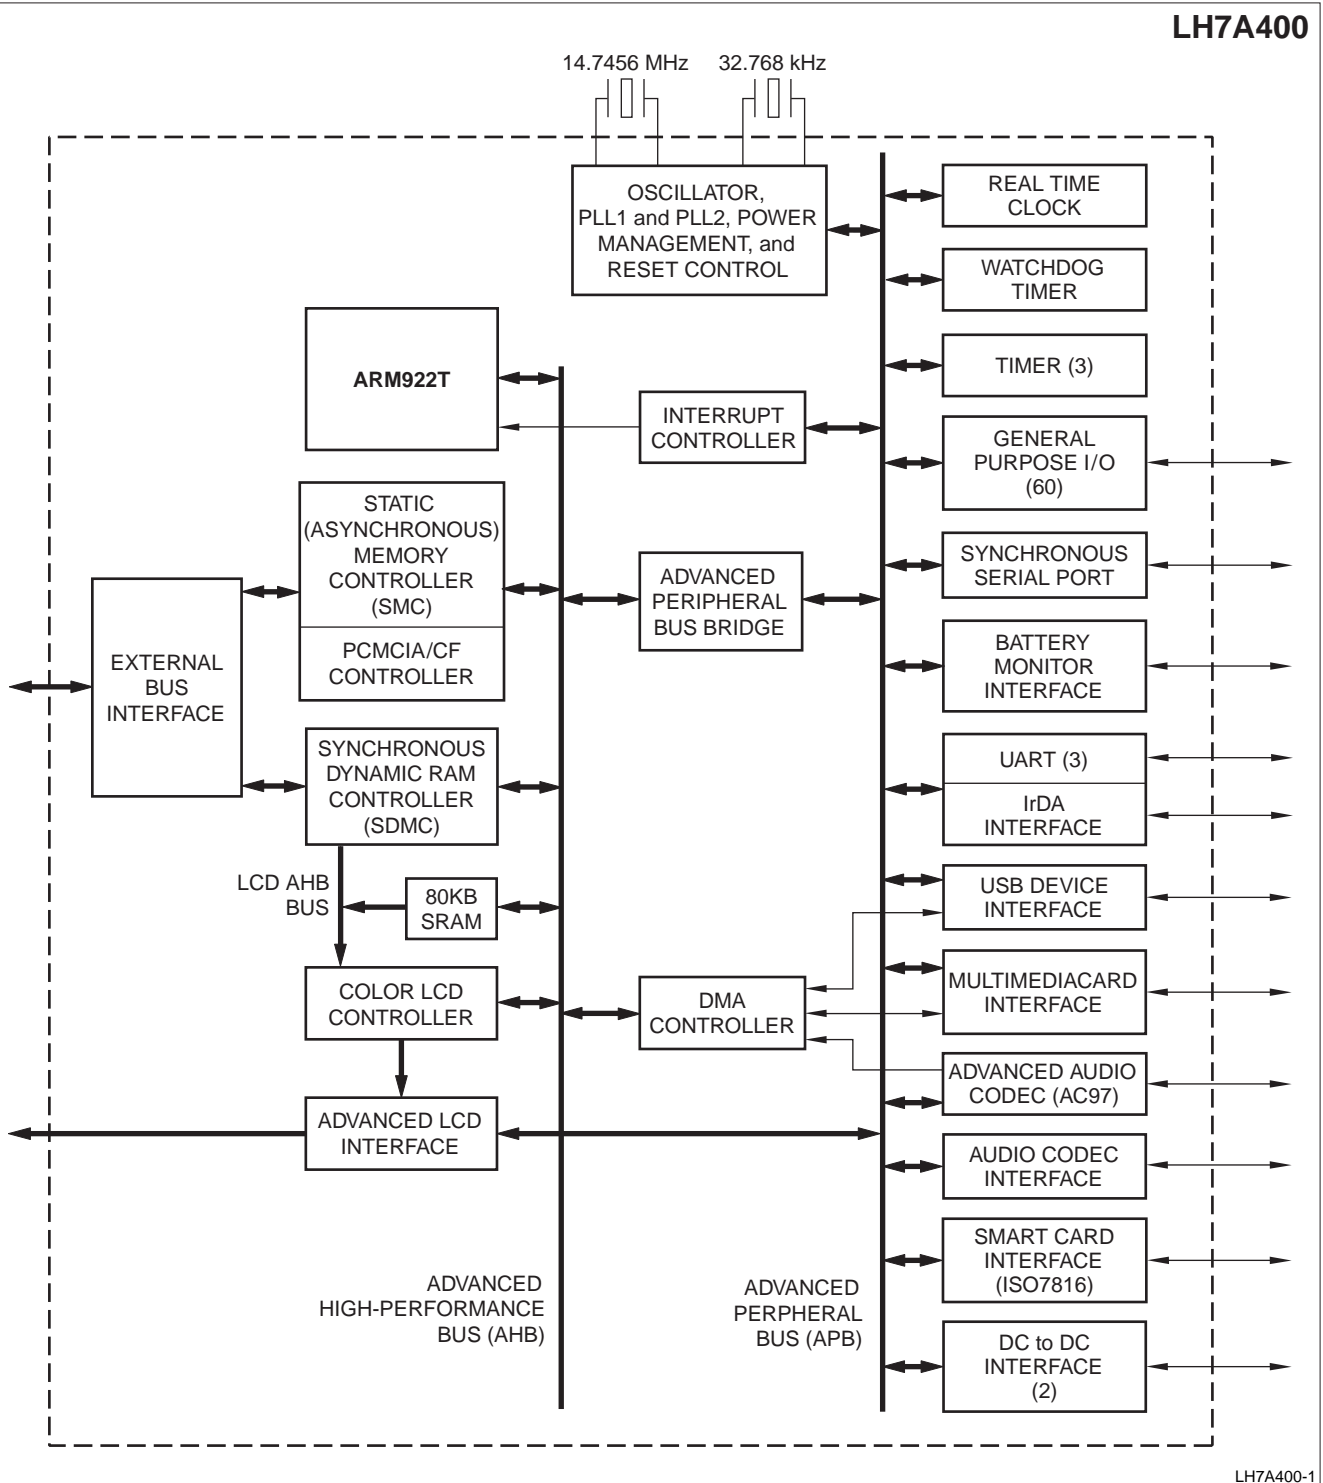 LH7A400
14.7456 MHz
32.768 kHz
OSCILLATOR,
PLL1 and PLL2, POWER
MANAGEMENT, and
RESET CONTROL
REAL TIME
CLOCK
WATCHDOG
TIMER
TIMER (3)
ARM922T
INTERRUPT
CONTROLLER
GENERAL
PURPOSE I/O
(60)
STATIC
(ASYNCHRONOUS)
MEMORY
CONTROLLER
(SMC)
PCMCIA/CF
CONTROLLER
ADVANCED
PERIPHERAL
BUS BRIDGE
SYNCHRONOUS
SERIAL PORT
EXTERNAL
BUS
INTERFACE
BATTERY
MONITOR
INTERFACE
SYNCHRONOUS
DYNAMIC RAM
CONTROLLER
(SDMC)
UART (3)
IrDA
INTERFACE
LCD AHB
BUS
80KB
SRAM
USB DEVICE
INTERFACE
COLOR LCD
CONTROLLER
DMA
CONTROLLER
MULTIMEDIACARD
INTERFACE
ADVANCED AUDIO
CODEC (AC97)
ADVANCED LCD
INTERFACE
AUDIO CODEC
INTERFACE
SMART CARD
INTERFACE
(ISO7816)
ADVANCED
HIGH-PERFORMANCE
BUS (AHB)
ADVANCED
PERPHERAL
BUS (APB)
DC to DC
INTERFACE
(2)
LH7A400-1